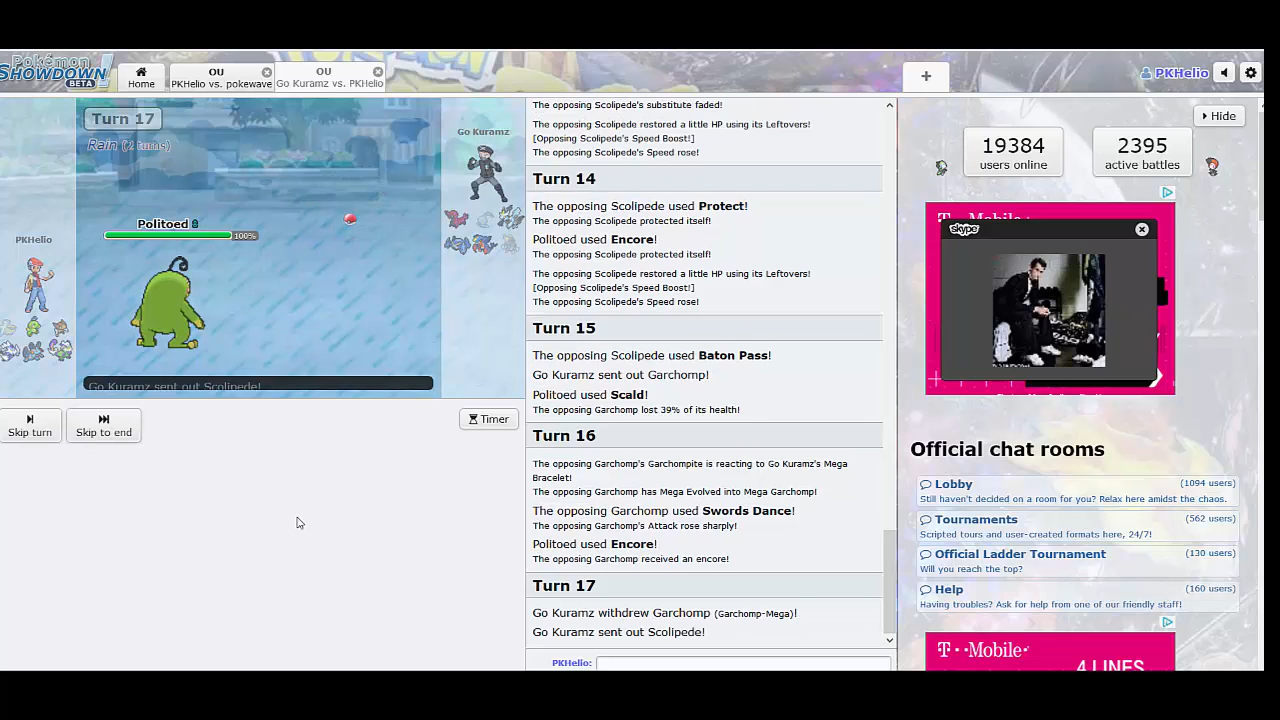 Pokémon
SHOWDOWN!
BETA
Home
OU
PKHelio vs. pokewave
OU
Go Kuramz vs. PKHelio
+
PKHelio
Turn 17
Rain (2 turns)
Go Kuramz
Politoed
100%
PKHelio
Go Kuramz sent out Scolipede!
Skip turn
Skip to end
Timer
The opposing Scolipede's substitute faded!
The opposing Scolipede restored a little HP using its Leftovers!
[Opposing Scolipede's Speed Boost!]
The opposing Scolipede's Speed rose!
Turn 14
The opposing Scolipede used Protect!
The opposing Scolipede protected itself!
Politoed used Encore!
The opposing Scolipede protected itself!
The opposing Scolipede restored a little HP using its Leftovers!
[Opposing Scolipede's Speed Boost!]
The opposing Scolipede's Speed rose!
Turn 15
The opposing Scolipede used Baton Pass!
Go Kuramz sent out Garchomp!
Politoed used Scald!
The opposing Garchomp lost 39% of its health!
Turn 16
The opposing Garchomp's Garchompite is reacting to Go Kuramz's Mega
Bracelet!
The opposing Garchomp has Mega Evolved into Mega Garchomp!
The opposing Garchomp used Swords Dance!
The opposing Garchomp's Attack rose sharply!
Politoed used Encore!
The opposing Garchomp received an encore!
Turn 17
Go Kuramz withdrew Garchomp (Garchomp-Mega)!
Go Kuramz sent out Scolipede!
PKHelio:
Hide
19384
users online
2395
active battles
skype
Official chat rooms
Lobby (1094 users)
Still haven't decided on a room for you? Relax here amidst the chaos.
Tournaments (562 users)
Scripted tours and user-created formats here, 24/7!
Official Ladder Tournament (130 users)
Will you reach the top?
Help (160 users)
Having troubles? Ask for help from one of our friendly staff!
T··Mobile·
4 LINES